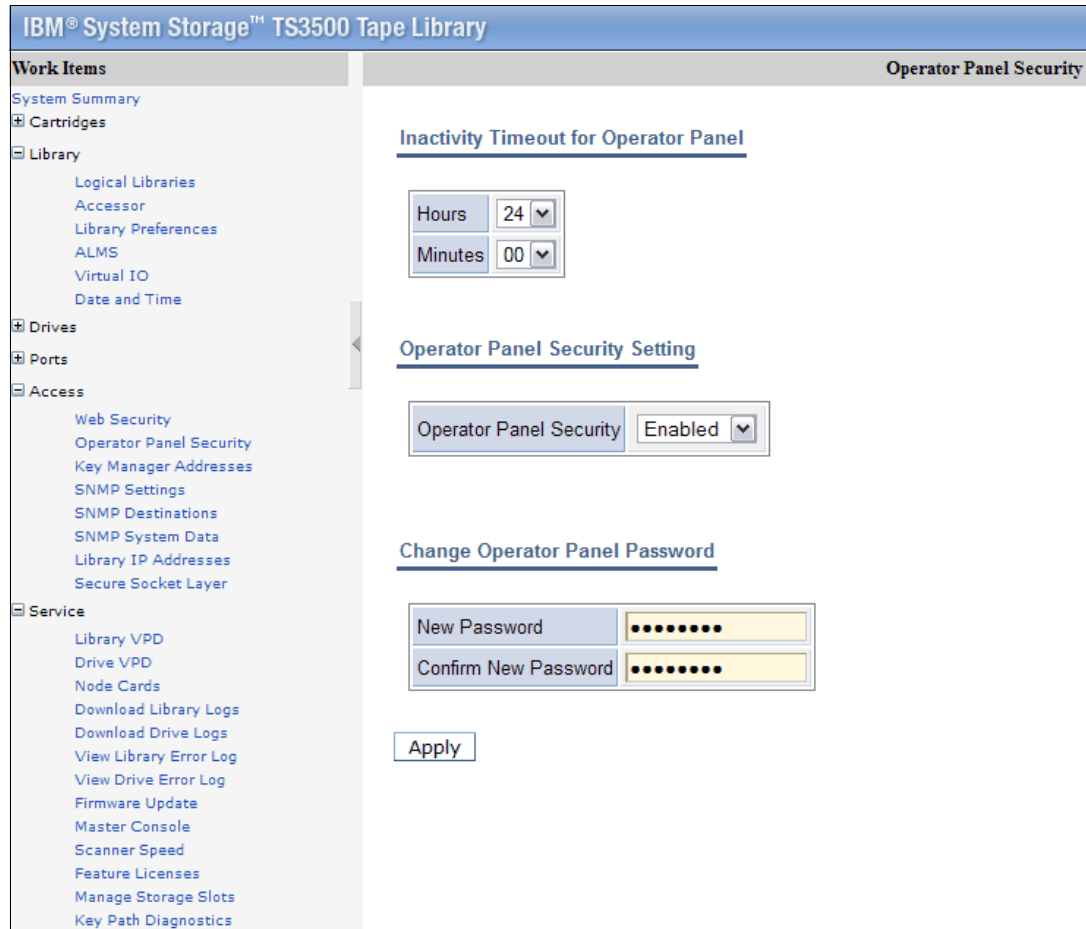 IBM® System Storage™ TS3500 Tape Library
Work Items
Operator Panel Security
System Summary
Cartridges
Library
Logical Libraries
Accessor
Library Preferences
ALMS
Virtual IO
Date and Time
Drives
Ports
Access
Web Security
Operator Panel Security
Key Manager Addresses
SNMP Settings
SNMP Destinations
SNMP System Data
Library IP Addresses
Secure Socket Layer
Service
Library VPD
Drive VPD
Node Cards
Download Library Logs
Download Drive Logs
View Library Error Log
View Drive Error Log
Firmware Update
Master Console
Scanner Speed
Feature Licenses
Manage Storage Slots
Key Path Diagnostics
Inactivity Timeout for Operator Panel
Hours 24
Minutes 00
Operator Panel Security Setting
Operator Panel Security Enabled
Change Operator Panel Password
New Password ••••••••
Confirm New Password ••••••••
Apply